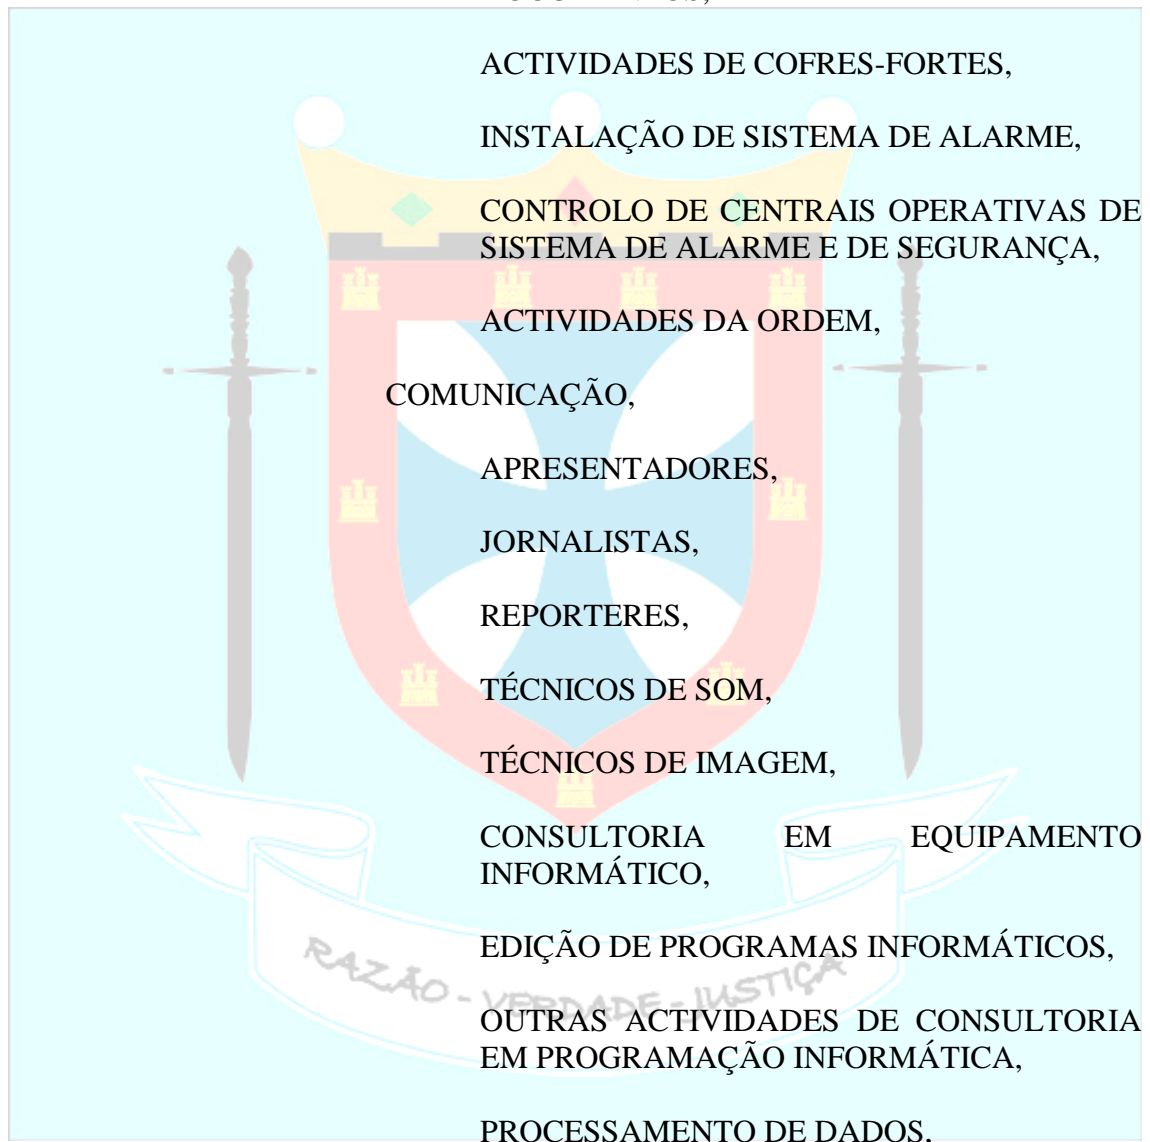 ACTIVIDADES DE COFRES-FORTES,
INSTALAÇÃO DE SISTEMA DE ALARME,
CONTROLO DE CENTRAIS OPERATIVAS DE
SISTEMA DE ALARME E DE SEGURANÇA,
ACTIVIDADES DA ORDEM,
COMUNICAÇÃO,
APRESENTADORES,
JORNALISTAS,
REPORTERES,
TÉCNICOS DE SOM,
TÉCNICOS DE IMAGEM,
CONSULTORIA EM EQUIPAMENTO
INFORMÁTICO,
EDIÇÃO DE PROGRAMAS INFORMÁTICOS,
RAZÃO - VERDADE - JUSTIÇA
OUTRAS ACTIVIDADES DE CONSULTORIA
EM PROGRAMAÇÃO INFORMÁTICA,
PROCESSAMENTO DE DADOS,